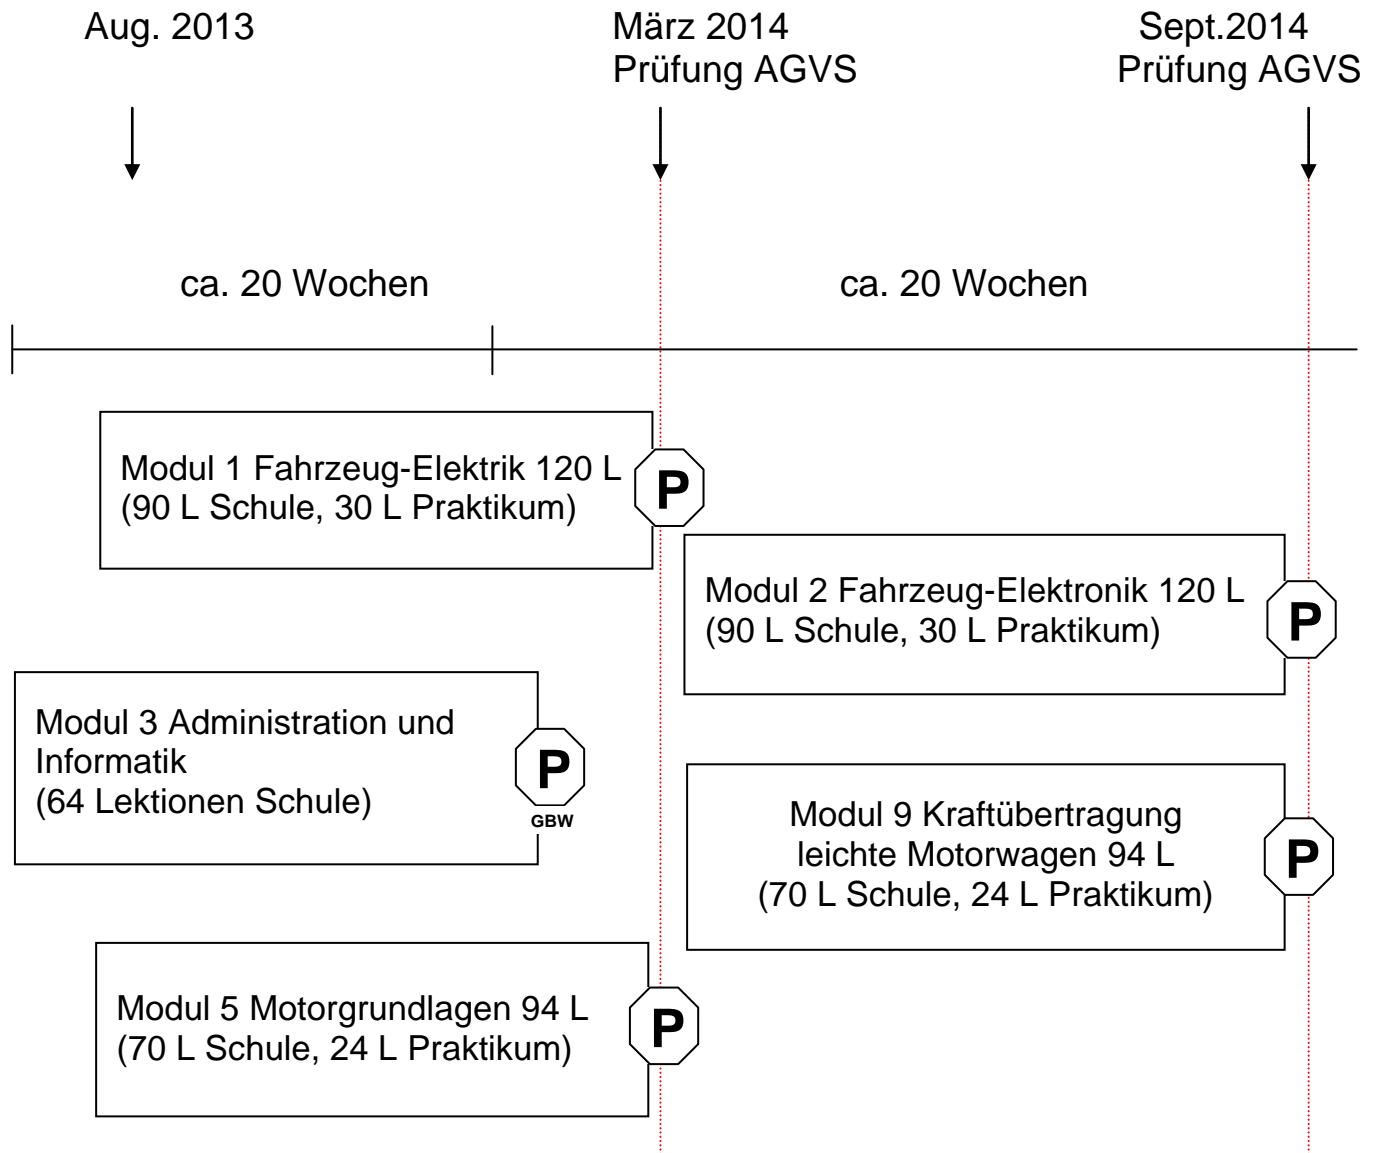 Aug. 2013
März 2014
Prüfung AGVS
Sept.2014
Prüfung AGVS
ca. 20 Wochen
ca. 20 Wochen
Modul 1 Fahrzeug-Elektrik 120 L
(90 L Schule, 30 L Praktikum)
P
Modul 2 Fahrzeug-Elektronik 120 L
(90 L Schule, 30 L Praktikum)
P
Modul 3 Administration und
Informatik
(64 Lektionen Schule)
P
GBW
Modul 9 Kraftübertragung
leichte Motorwagen 94 L
(70 L Schule, 24 L Praktikum)
P
Modul 5 Motorgrundlagen 94 L
(70 L Schule, 24 L Praktikum)
P